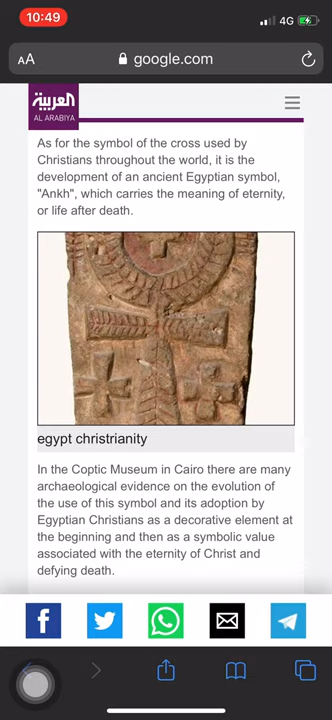 10:49
4G
AA
google.com
العربية
AL ARABIYA
As for the symbol of the cross used by
Christians throughout the world, it is the
development of an ancient Egyptian symbol,
"Ankh", which carries the meaning of eternity,
or life after death.
egypt christrianity
In the Coptic Museum in Cairo there are many
archaeological evidence on the evolution of
the use of this symbol and its adoption by
Egyptian Christians as a decorative element at
the beginning and then as a symbolic value
associated with the eternity of Christ and
defying death.